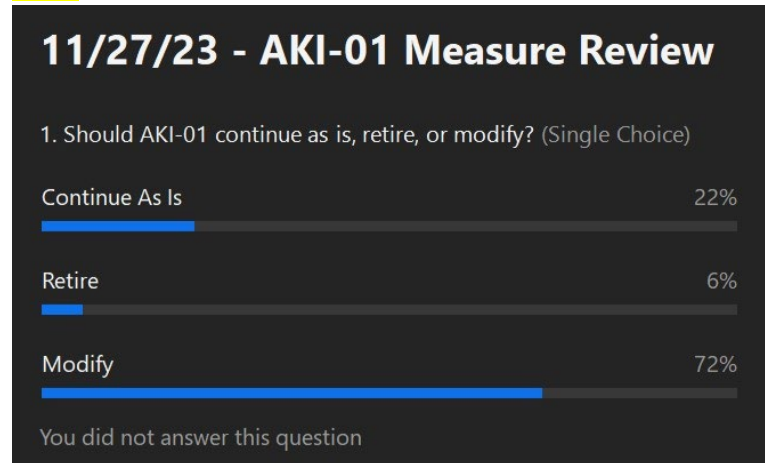 11/27/23 - AKI-01 Measure Review
1. Should AKI-01 continue as is, retire, or modify? (Single Choice)
Continue As Is 22%
Retire 6%
Modify 72%
You did not answer this question